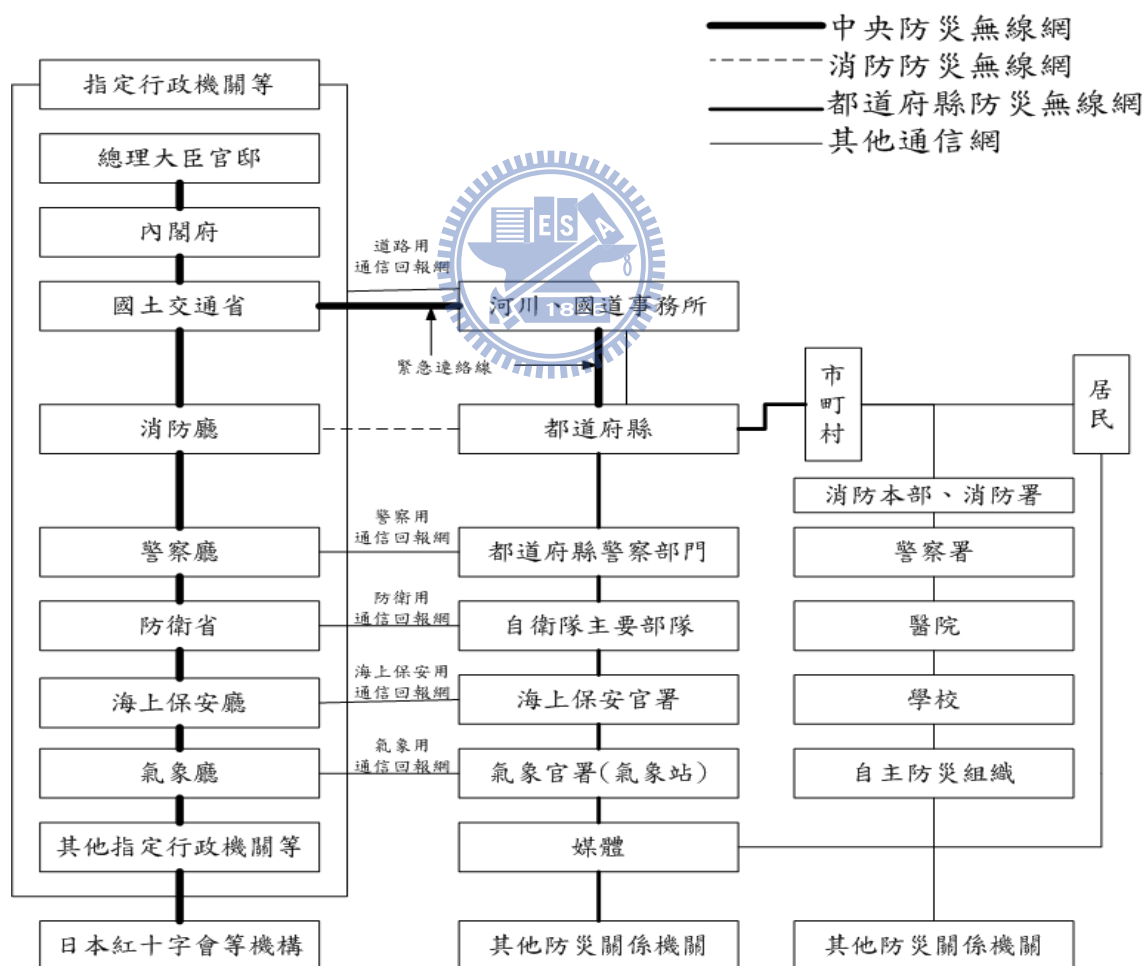 中央防災無線網
消防防災無線網
都道府縣防災無線網
其他通信網
指定行政機關等
總理大臣官邸
內閣府
國土交通省
消防廳
警察廳
防衛省
海上保安廳
氣象廳
其他指定行政機關等
日本紅十字會等機構
道路用
通信回報網
緊急連絡線
警察用
通信回報網
防衛用
通信回報網
海上保安用
通信回報網
氣象用
通信回報網
河川、國道事務所
都道府縣
都道府縣警察部門
自衛隊主要部隊
海上保安官署
氣象官署(氣象站)
媒體
其他防災關係機關
市町村
居民
消防本部、消防署
警察署
醫院
學校
自主防災組織
其他防災關係機關
ES
A
1896